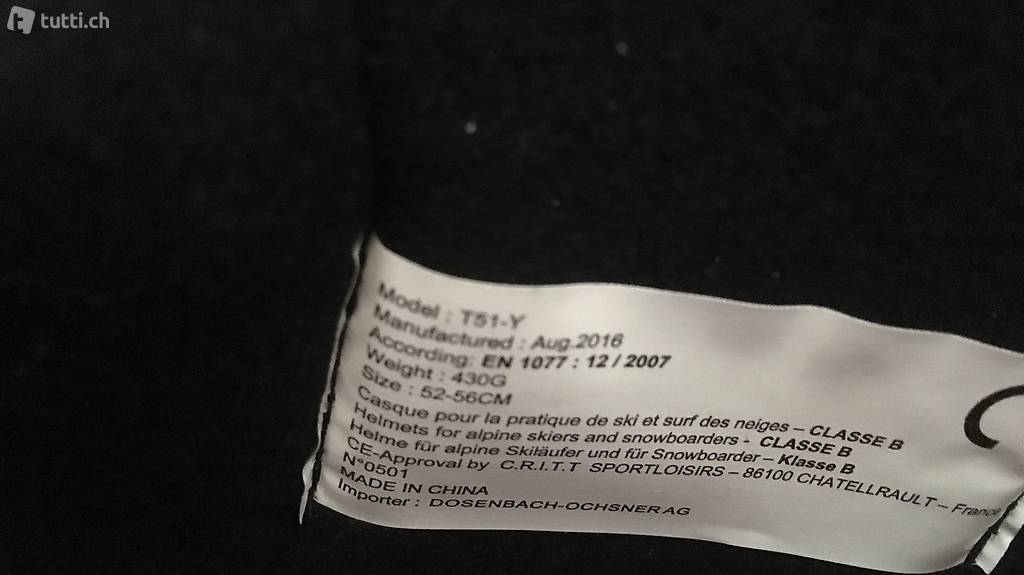 tutti.ch
Model : T51-Y
Manufactured : Aug.2016
According: EN 1077 : 12 / 2007
Weight : 430G
Size : 52-56CM
Casque pour la pratique de ski et surf des neiges – CLASSE B
Helmets for alpine skiers and snowboarders - CLASSE B
Helme für alpine Skiläufer und für Snowboarder – Klasse B
CE-Approval by C.R.I.T.T SPORTLOISIRS – 86100 CHATELLRAULT – France
N°0501
MADE IN CHINA
Importer : DOSENBACH-OCHSNER AG